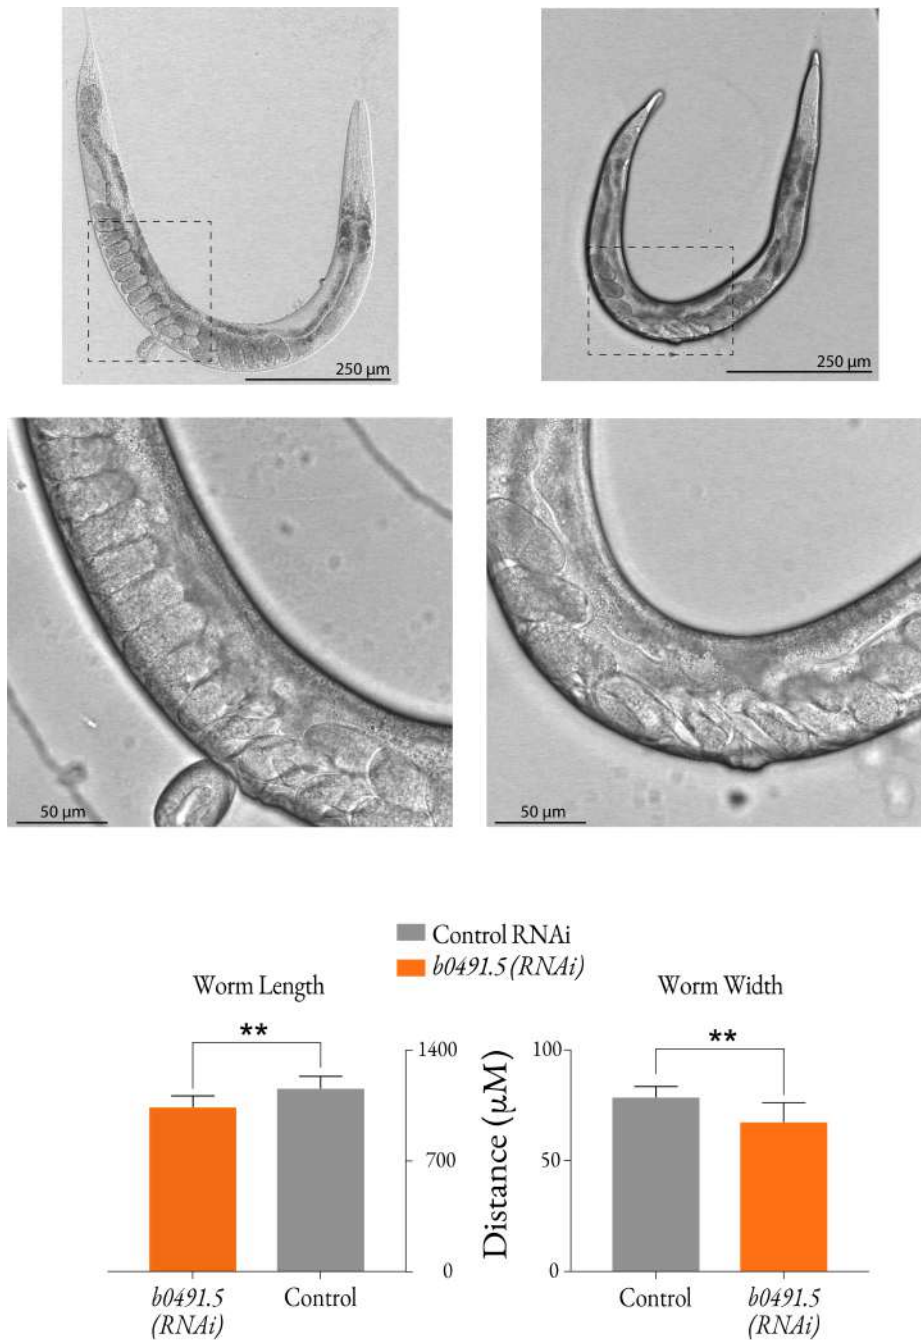 250 µm
250 µm
50 µm
50 µm
Control RNAi
b0491.5 (RNAi)
Worm Length
Worm Width
**
**
1400
700
0
Distance (µM)
100
50
0
b0491.5
(RNAi)
Control
Control
b0491.5
(RNAi)